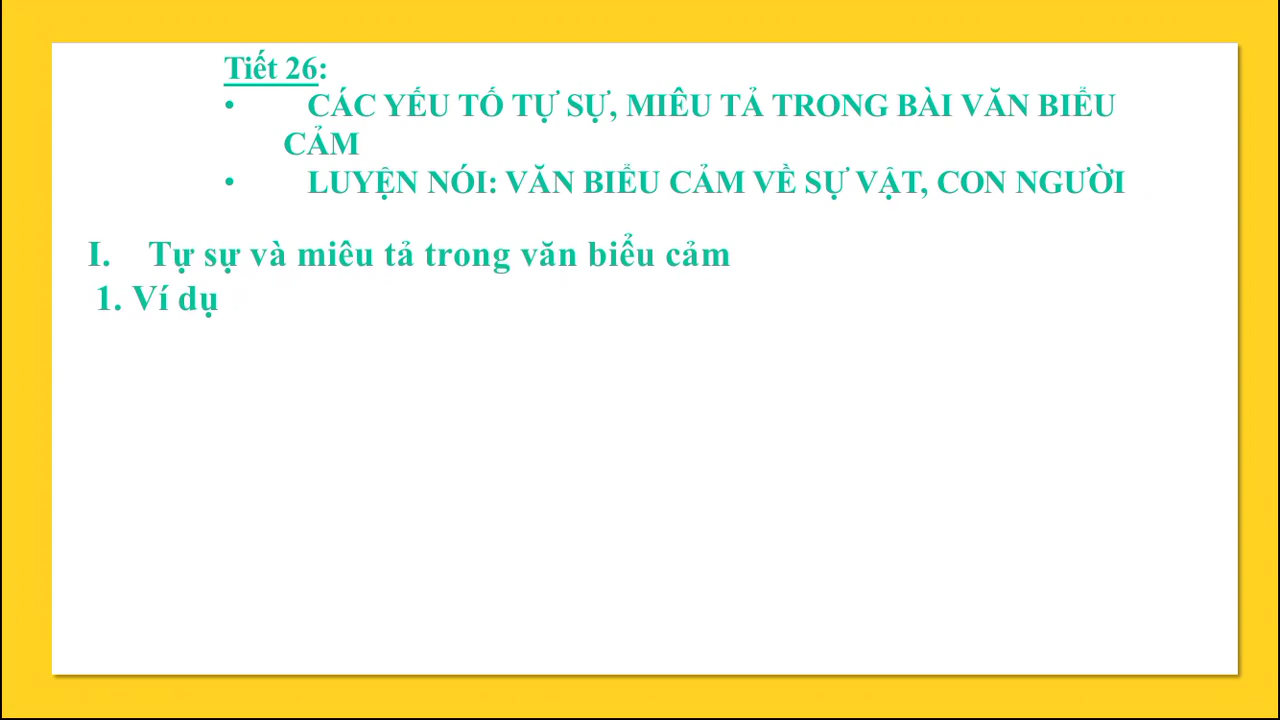 Tiết 26:
• CÁC YẾU TỐ TỰ SỰ, MIÊU TẢ TRONG BÀI VĂN BIỂU
CẢM
• LUYỆN NÓI: VĂN BIỂU CẢM VỀ SỰ VẬT, CON NGƯỜI
I. Tự sự và miêu tả trong văn biểu cảm
1. Ví dụ